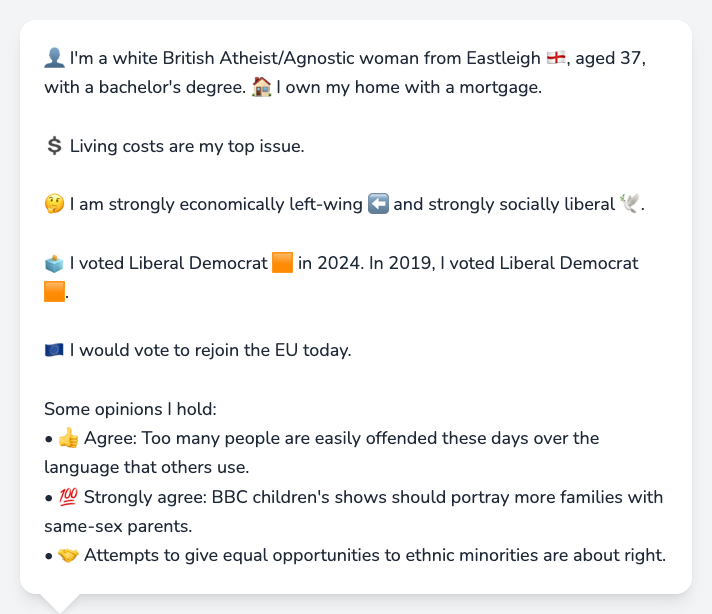 👤 I'm a white British Atheist/Agnostic woman from Eastleigh 🏴󠁧󠁢󠁥󠁮󠁧󠁿, aged 37,
with a bachelor's degree. 🏠 I own my home with a mortgage.
💲 Living costs are my top issue.
🤔 I am strongly economically left-wing ⬅️ and strongly socially liberal 🕊️.
🗳️ I voted Liberal Democrat 🟧 in 2024. In 2019, I voted Liberal Democrat
🟧.
🇪🇺 I would vote to rejoin the EU today.
Some opinions I hold:
• 👍 Agree: Too many people are easily offended these days over the
language that others use.
• 💯 Strongly agree: BBC children's shows should portray more families with
same-sex parents.
• 🤝 Attempts to give equal opportunities to ethnic minorities are about right.